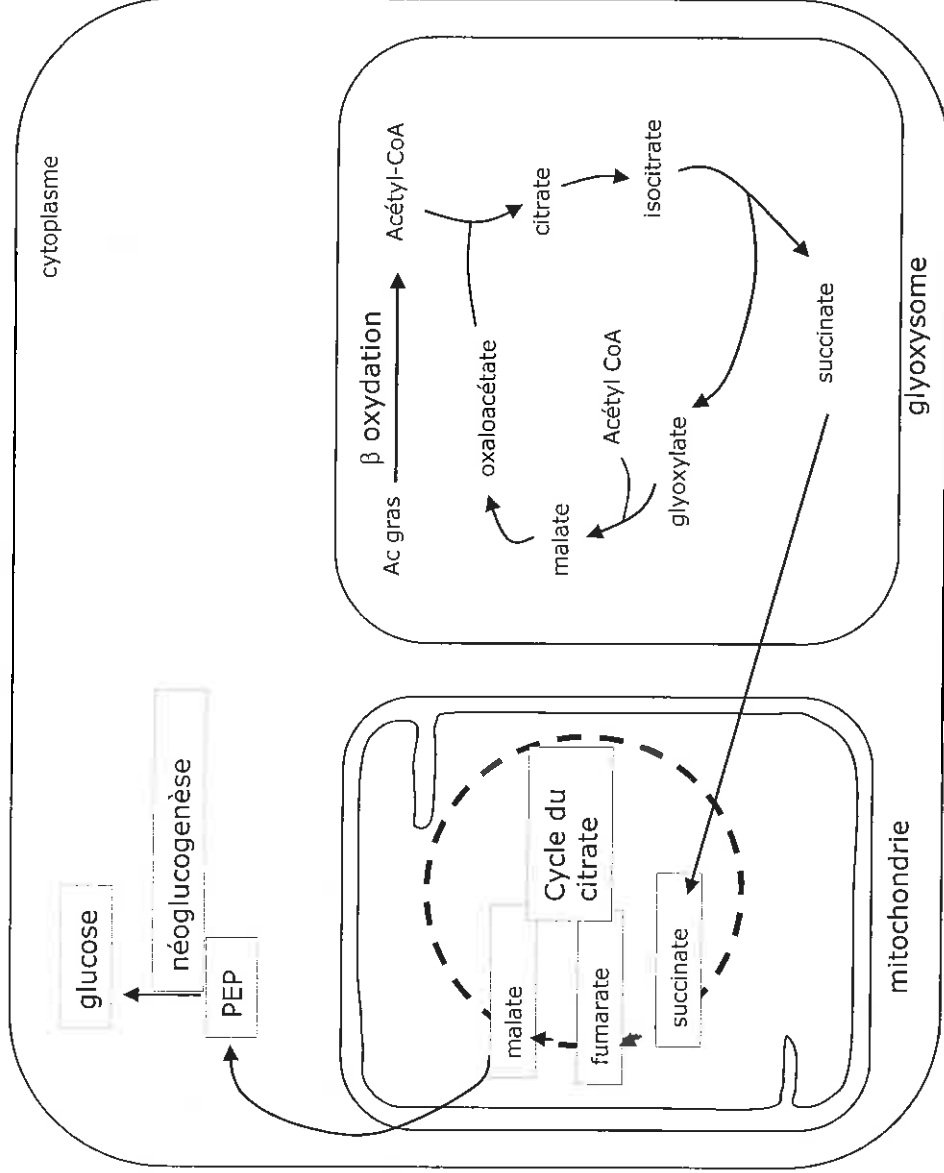 cytoplasme
glucose
néoglucogenèse
PEP
malate
fumarate
succinate
Cycle du
citrate
mitochondrie
Ac gras
β oxydation
Acétyl-CoA
oxaloacétate
citrate
isocitrate
malate
Acétyl CoA
glyoxylate
succinate
glyoxysome